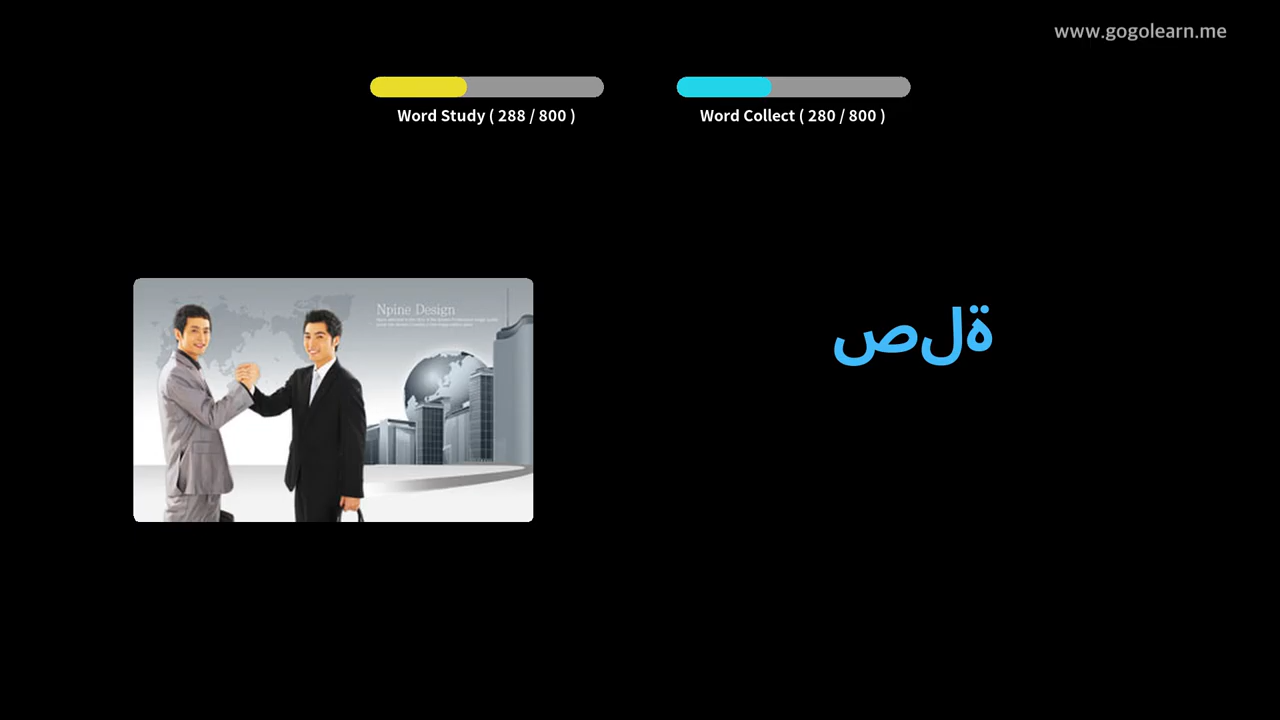 www.gogolearn.me
Word Study ( 288 / 800 )
Word Collect ( 280 / 800 )
Npine Design
صلة